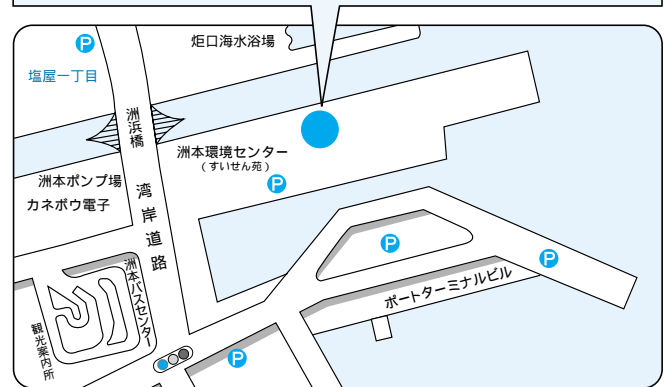 P
炬口海水浴場
塩屋一丁目
洲浜橋
洲本環境センター
(すいせん苑)
P
洲本ポンプ場
カネボウ電子
湾岸道路
洲本バスセンター
観光案内所
P
P
ポートターミナルビル
P